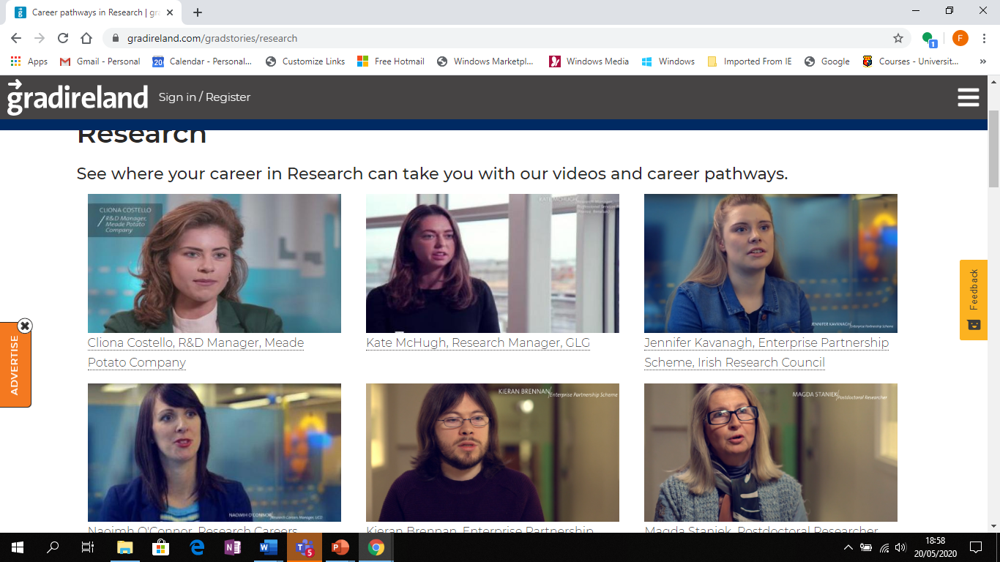 Career pathways in Research | gra
gradireland.com/gradstories/research
F
1
Apps
Gmail - Personal
20
Calendar - Personal...
Customize Links
Free Hotmail
Windows Marketpl...
Windows Media
Windows
Imported From IE
Google
Courses - Universit...
»
gradireland
Sign in / Register
Research
See where your career in Research can take you with our videos and career pathways.
CLIONA COSTELLO
R&D Manager,
Meade Potato
Company
KATE MCHUGH
JENNIFER KAVANAGH/Enterprise Partnership Scheme
Cliona Costello, R&D Manager, Meade
Potato Company
Kate McHugh, Research Manager, GLG
Jennifer Kavanagh, Enterprise Partnership
Scheme, Irish Research Council
Feedback
ADVERTISE
NAOIMH O'CONNOR/Research Careers Manager, UCD
KIERAN BRENNAN/Enterprise Partnership Scheme
MAGDA STANIEK/Postdoctoral Researcher
Naoimh O'Connor, Research Careers
Kieran Brennan, Enterprise Partnership
Magda Staniek, Postdoctoral Researcher
5
18:58
20/05/2020